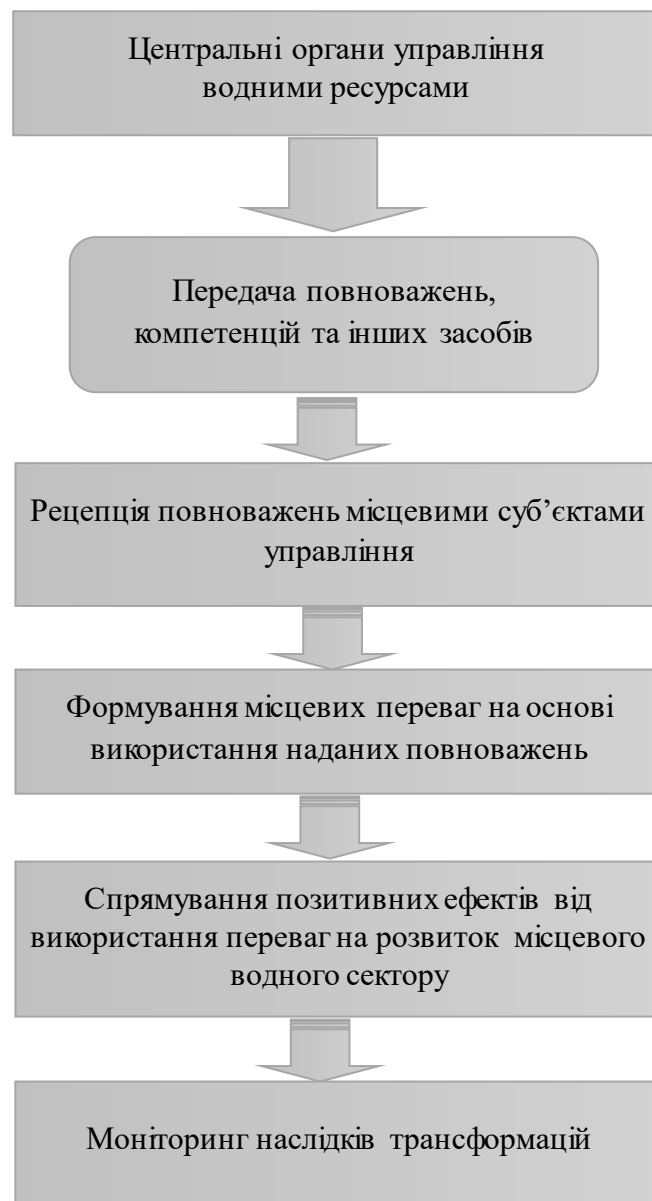 Центральні органи управління
водними ресурсами
Передача повноважень,
компетенцій та інших засобів
Рецепція повноважень місцевими суб’єктами
управління
Формування місцевих переваг на основі
використання наданих повноважень
Спрямування позитивних ефектів від
використання переваг на розвиток місцевого
водного сектору
Моніторинг наслідків трансформацій